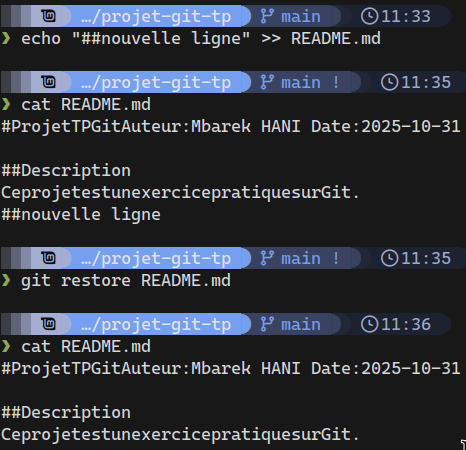 …/projet-git-tp main 11:33
❯ echo "##nouvelle ligne" >> README.md
…/projet-git-tp main ! 11:35
❯ cat README.md
#ProjetTPGitAuteur:Mbarek HANI Date:2025-10-31
##Description
CeprojetestunexercicepratiquesurGit.
##nouvelle ligne
…/projet-git-tp main ! 11:35
❯ git restore README.md
…/projet-git-tp main 11:36
❯ cat README.md
#ProjetTPGitAuteur:Mbarek HANI Date:2025-10-31
##Description
CeprojetestunexercicepratiquesurGit.